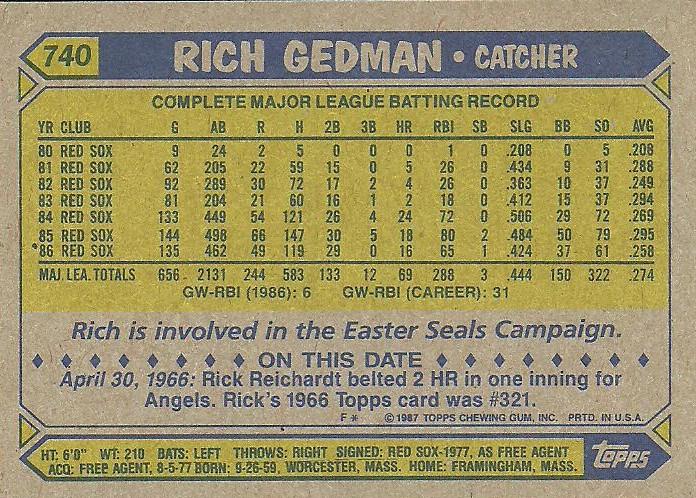 740 RICH GEDMAN • CATCHER
COMPLETE MAJOR LEAGUE BATTING RECORD
YR CLUB G AB R H 2B 3B HR RBI SB SLG BB SO AVG
80 RED SOX 9 24 2 5 0 0 0 1 0 .208 0 5 .208
81 RED SOX 62 205 22 59 15 0 5 26 0 .434 9 31 .288
82 RED SOX 92 289 30 72 17 2 4 26 0 .363 10 37 .249
83 RED SOX 81 204 21 60 16 1 2 18 0 .412 15 37 .294
84 RED SOX 133 449 54 121 26 4 24 72 0 .506 29 72 .269
85 RED SOX 144 498 66 147 30 5 18 80 2 .484 50 79 .295
'86 RED SOX 135 462 49 119 29 0 16 65 1 .424 37 61 .258
MAJ. LEA. TOTALS 656 2131 244 583 133 12 69 288 3 .444 150 322 .274
GW-RBI (1986): 6 GW-RBI (CAREER): 31
Rich is involved in the Easter Seals Campaign.
ON THIS DATE
April 30, 1966: Rick Reichardt belted 2 HR in one inning for
Angels. Rick's 1966 Topps card was #321.
F* © 1987 TOPPS CHEWING GUM, INC. PRTD. IN U.S.A.
HT: 6'0" WT: 210 BATS: LEFT THROWS: RIGHT SIGNED: RED SOX-1977, AS FREE AGENT
ACQ: FREE AGENT, 8-5-77 BORN: 9-26-59, WORCESTER, MASS. HOME: FRAMINGHAM, MASS.
TOPPS